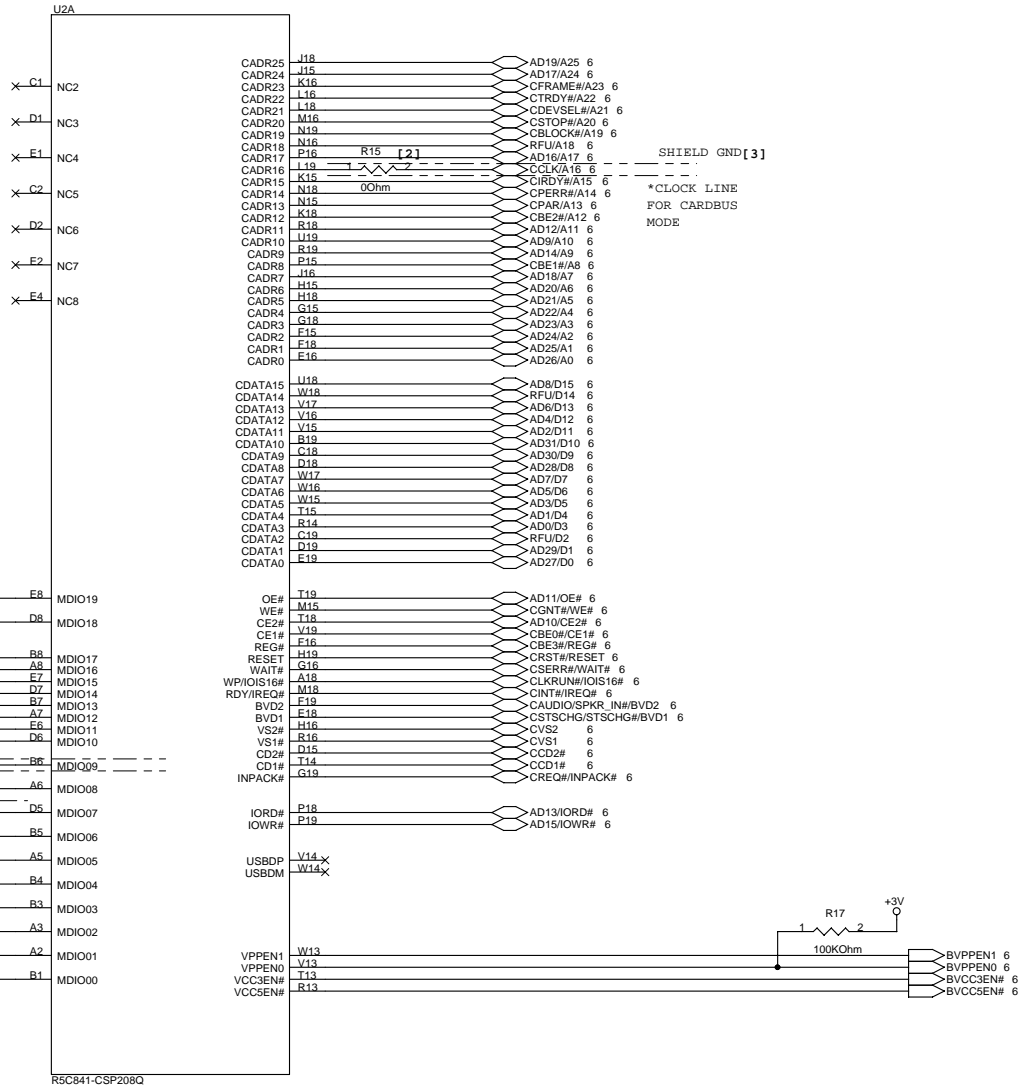 U2A
C1 NC2
D1 NC3
E1 NC4
C2 NC5
D2 NC6
E2 NC7
E4 NC8
CADR25 J18 AD19/A25 6
CADR24 J15 AD17/A24 6
CADR23 K16 CFRAME#/A23 6
CADR22 L16 CTRDY#/A22 6
CADR21 L18 CDEVSEL#/A21 6
CADR20 M16 CSTOP#/A20 6
CADR19 N19 CBLOCK#/A19 6
CADR18 N16 RFU/A18 6
CADR17 P16 AD16/A17 6
CADR16 L19 1 R15 [2] 2 CCLK/A16 6
0Ohm
SHIELD GND[3]
*CLOCK LINE
FOR CARDBUS
MODE
CADR15 K15 CIRDY#/A15 6
CADR14 N18 CPERR#/A14 6
CADR13 N15 CPAR/A13 6
CADR12 K18 CBE2#/A12 6
CADR11 R18 AD12/A11 6
CADR10 U19 AD9/A10 6
CADR9 R19 AD14/A9 6
CADR8 P15 CBE1#/A8 6
CADR7 J16 AD18/A7 6
CADR6 H15 AD20/A6 6
CADR5 H18 AD21/A5 6
CADR4 G15 AD22/A4 6
CADR3 G18 AD23/A3 6
CADR2 F15 AD24/A2 6
CADR1 F18 AD25/A1 6
CADR0 E16 AD26/A0 6
CDATA15 U18 AD8/D15 6
CDATA14 W18 RFU/D14 6
CDATA13 V17 AD6/D13 6
CDATA12 V16 AD4/D12 6
CDATA11 V15 AD2/D11 6
CDATA10 B19 AD31/D10 6
CDATA9 C18 AD30/D9 6
CDATA8 D18 AD28/D8 6
CDATA7 W17 AD7/D7 6
CDATA6 W16 AD5/D6 6
CDATA5 W15 AD3/D5 6
CDATA4 T15 AD1/D4 6
CDATA3 R14 AD0/D3 6
CDATA2 C19 RFU/D2 6
CDATA1 D19 AD29/D1 6
CDATA0 E19 AD27/D0 6
E8 MDIO19
D8 MDIO18
B8 MDIO17
A8 MDIO16
E7 MDIO15
D7 MDIO14
B7 MDIO13
A7 MDIO12
E6 MDIO11
D6 MDIO10
B6 MDIO09
A6 MDIO08
D5 MDIO07
B5 MDIO06
A5 MDIO05
B4 MDIO04
B3 MDIO03
A3 MDIO02
A2 MDIO01
B1 MDIO00
OE# T19 AD11/OE# 6
WE# M15 CGNT#/WE# 6
CE2# T18 AD10/CE2# 6
CE1# V19 CBE0#/CE1# 6
REG# F16 CBE3#/REG# 6
RESET H19 CRST#/RESET 6
WAIT# G16 CSERR#/WAIT# 6
WP/IOIS16# A18 CLKRUN#/IOIS16# 6
RDY/IREQ# M18 CINT#/IREQ# 6
BVD2 F19 CAUDIO/SPKR_IN#/BVD2 6
BVD1 E18 CSTSCHG/STSCHG#/BVD1 6
VS2# H16 CVS2 6
VS1# R16 CVS1 6
CD2# D15 CCD2# 6
CD1# T14 CCD1# 6
INPACK# G19 CREQ#/INPACK# 6
IORD# P18 AD13/IORD# 6
IOWR# P19 AD15/IOWR# 6
USBDP V14
USBDM W14
+3V
1 R17 2
100KOhm
VPPEN1 W13 BVPPEN1 6
VPPEN0 V13 BVPPEN0 6
VCC3EN# T13 BVCC3EN# 6
VCC5EN# R13 BVCC5EN# 6
R5C841-CSP208Q